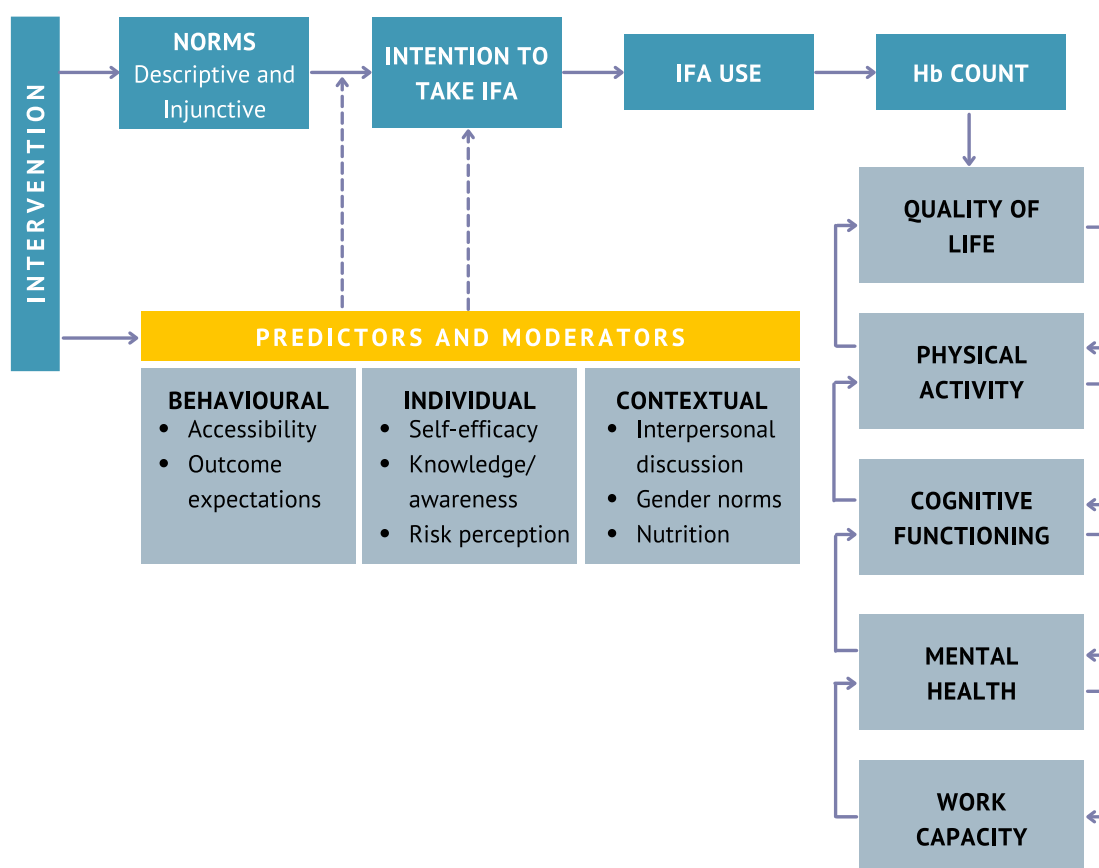 INTERVENTION
NORMS
Descriptive and
Injunctive
INTENTION TO
TAKE IFA
IFA USE
Hb COUNT
QUALITY OF
LIFE
PREDICTORS AND MODERATORS
BEHAVIOURAL
• Accessibility
• Outcome
expectations
INDIVIDUAL
• Self-efficacy
• Knowledge/
awareness
• Risk perception
CONTEXTUAL
• Interpersonal
discussion
• Gender norms
• Nutrition
PHYSICAL
ACTIVITY
COGNITIVE
FUNCTIONING
MENTAL
HEALTH
WORK
CAPACITY